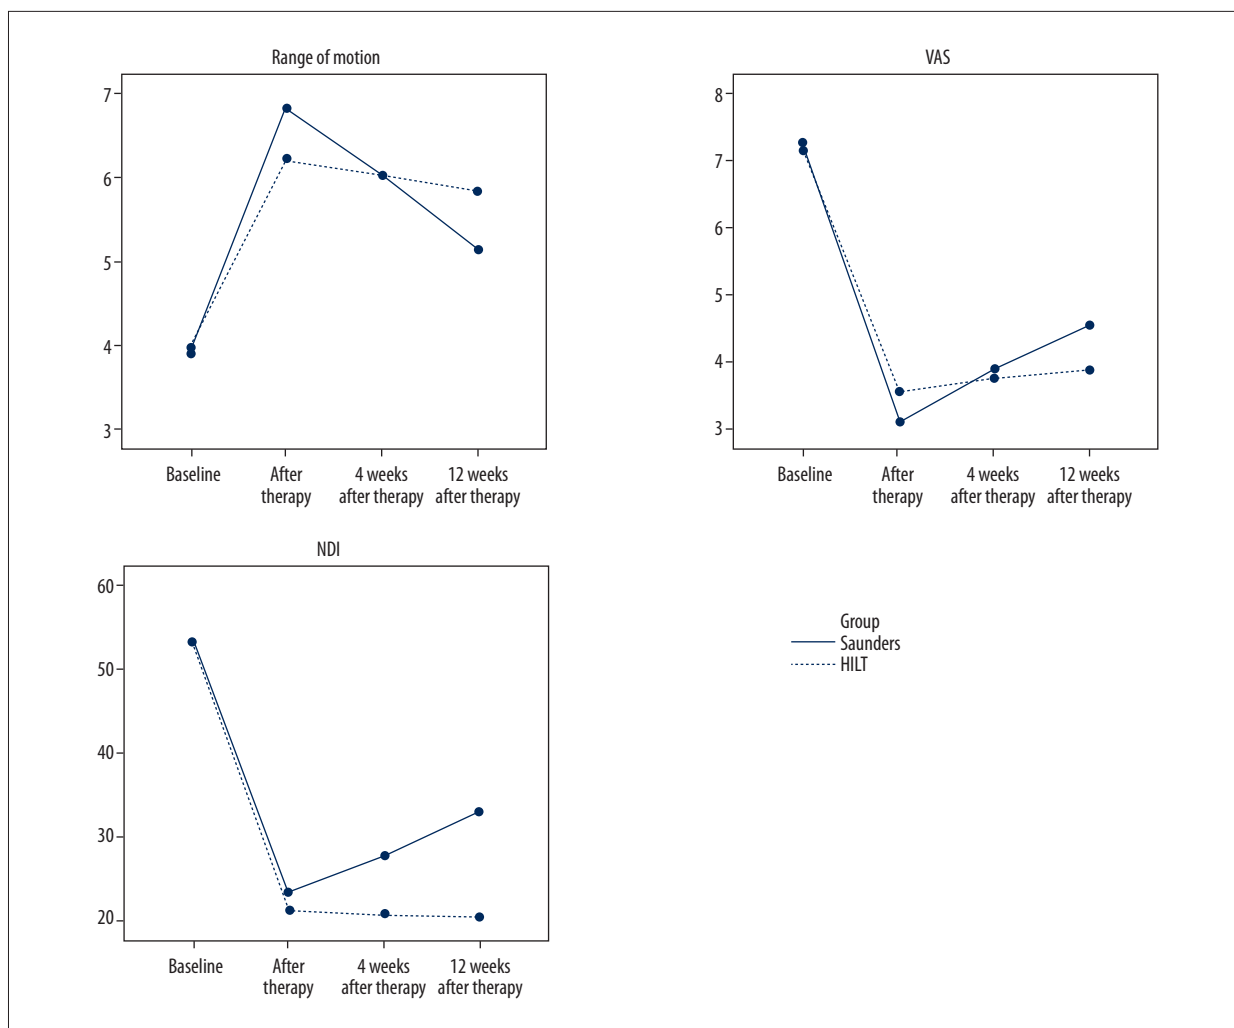 Range of motion
7
6
5
4
3
Baseline
After
therapy
4 weeks
after therapy
12 weeks
after therapy
VAS
8
7
6
5
4
3
Baseline
After
therapy
4 weeks
after therapy
12 weeks
after therapy
NDI
60
50
40
30
20
Baseline
After
therapy
4 weeks
after therapy
12 weeks
after therapy
Group
Saunders
HILT